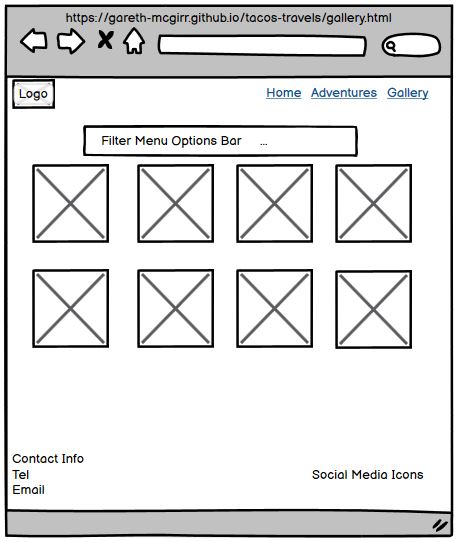 https://gareth-mcgirr.github.io/tacos-travels/gallery.html
Logo
Home Adventures Gallery
Filter Menu Options Bar ...
Contact Info
Tel
Email
Social Media Icons